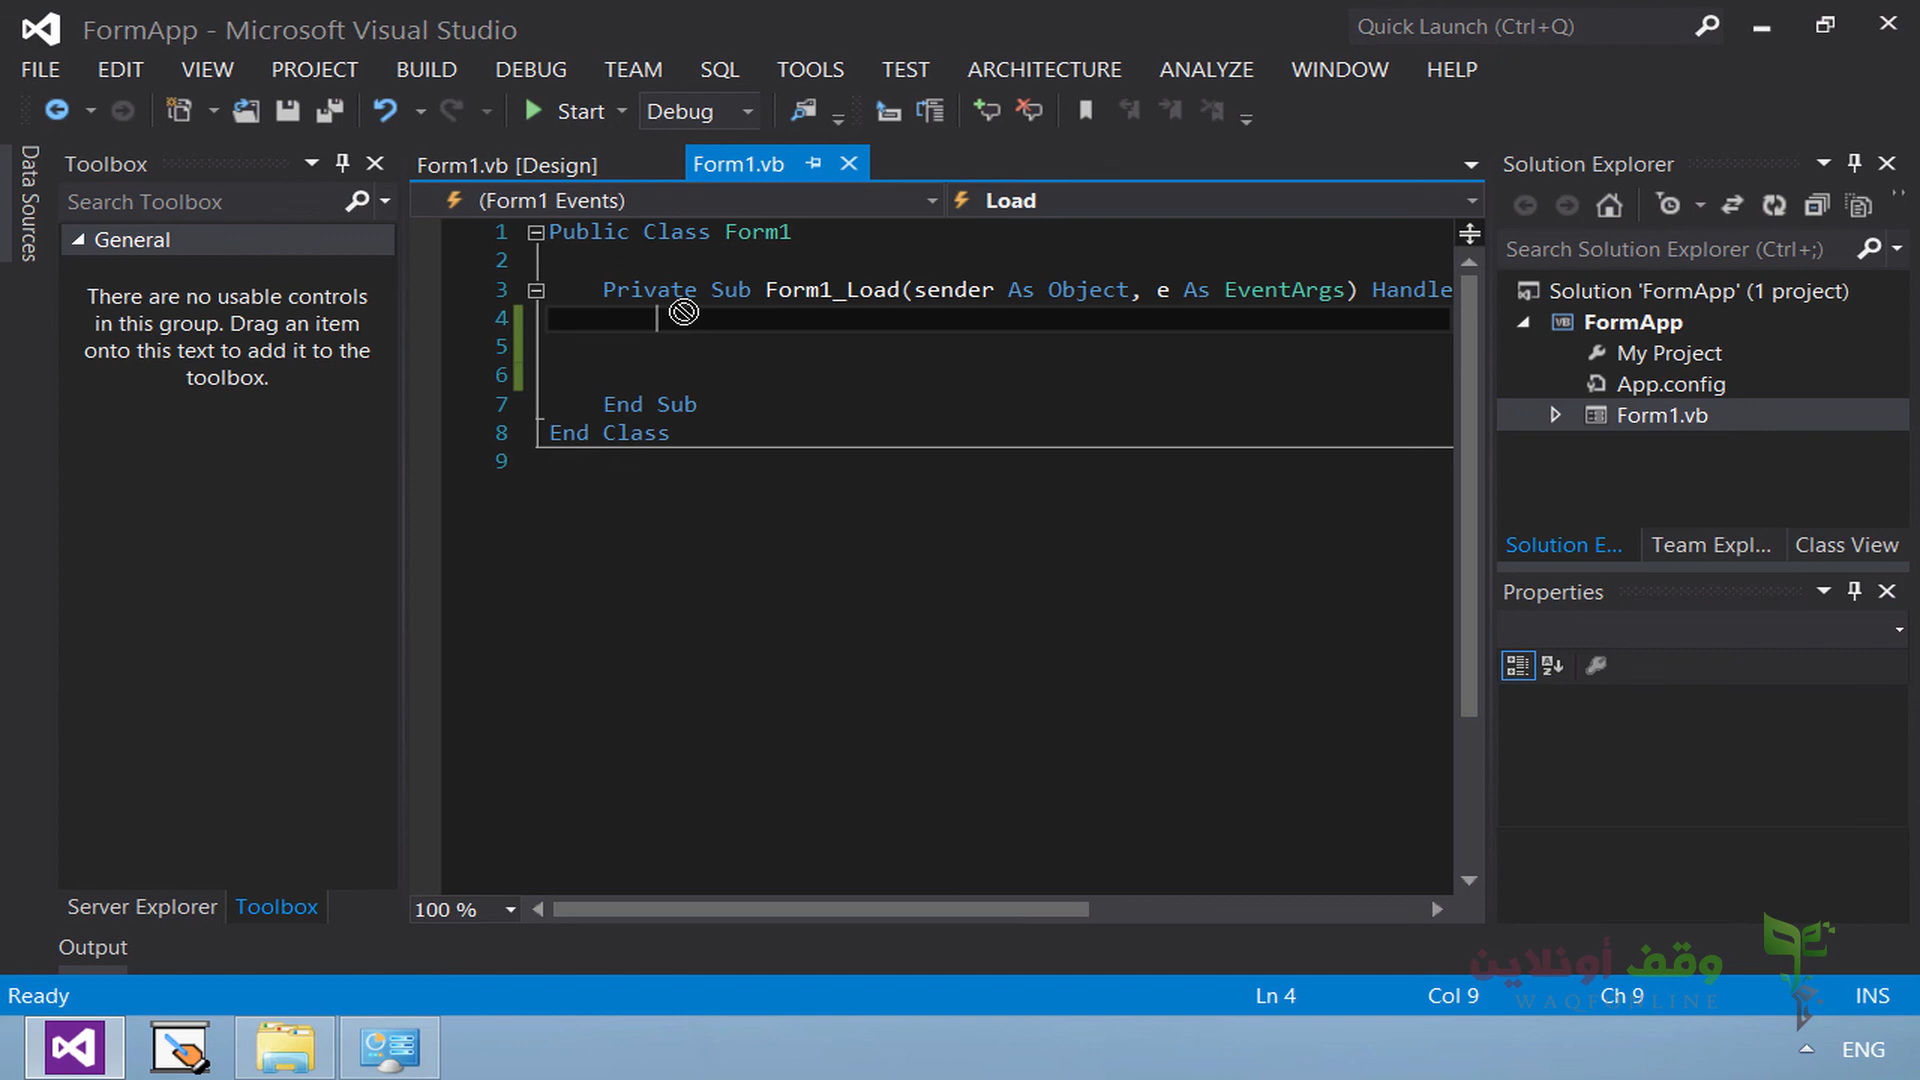 FormApp - Microsoft Visual Studio
Quick Launch (Ctrl+Q)
FILE EDIT VIEW PROJECT BUILD DEBUG TEAM SQL TOOLS TEST ARCHITECTURE ANALYZE WINDOW HELP
Start Debug
Data Sources
Toolbox
Search Toolbox
General
There are no usable controls
in this group. Drag an item
onto this text to add it to the
toolbox.
Server Explorer Toolbox
Form1.vb [Design] Form1.vb
(Form1 Events) Load
1 Public Class Form1
2
3 Private Sub Form1_Load(sender As Object, e As EventArgs) Handle
4
5
6
7 End Sub
8 End Class
9
100 %
Solution Explorer
Search Solution Explorer (Ctrl+;)
Solution 'FormApp' (1 project)
VB FormApp
My Project
App.config
Form1.vb
Solution E... Team Expl... Class View
Properties
Output
وقف أونلاين
WAQF ONLINE
Ready Ln 4 Col 9 Ch 9 INS
ENG